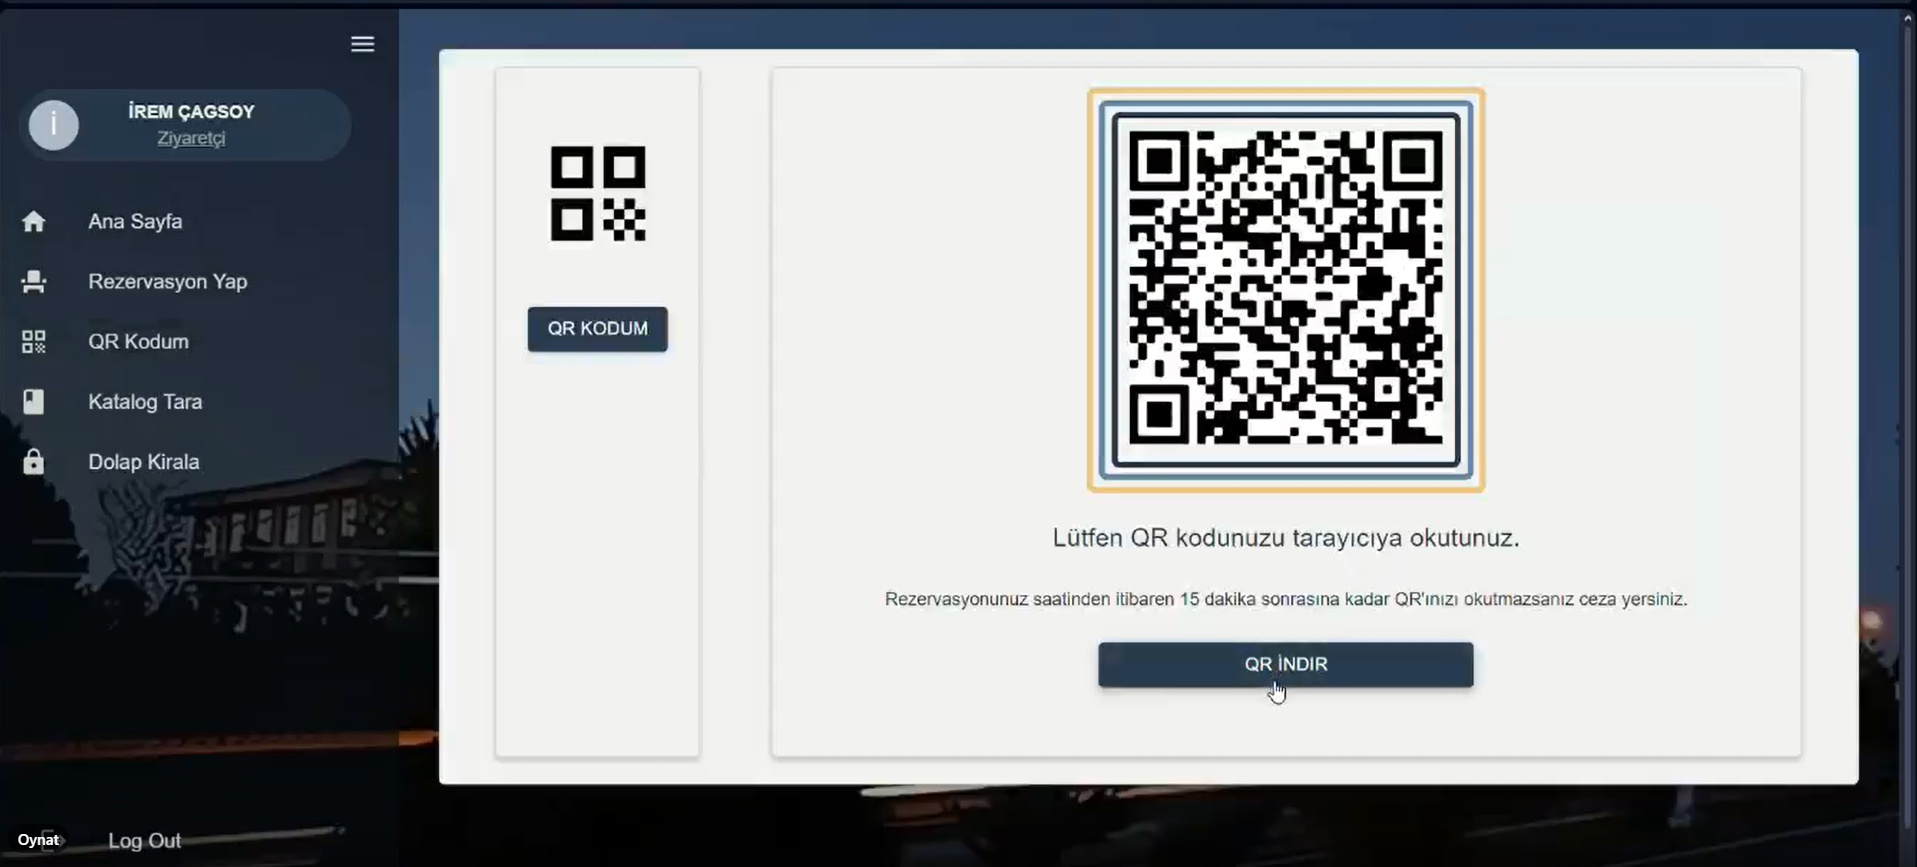 İREM ÇAGSOY
Ziyaretçi
Ana Sayfa
Rezervasyon Yap
QR Kodum
Katalog Tara
Dolap Kirala
Oynat
Log Out
QR KODUM
Lütfen QR kodunuzu tarayıcıya okutunuz.
Rezervasyonunuz saatinden itibaren 15 dakika sonrasına kadar QR'ınızı okutmazsanız ceza yersiniz.
QR İNDIR